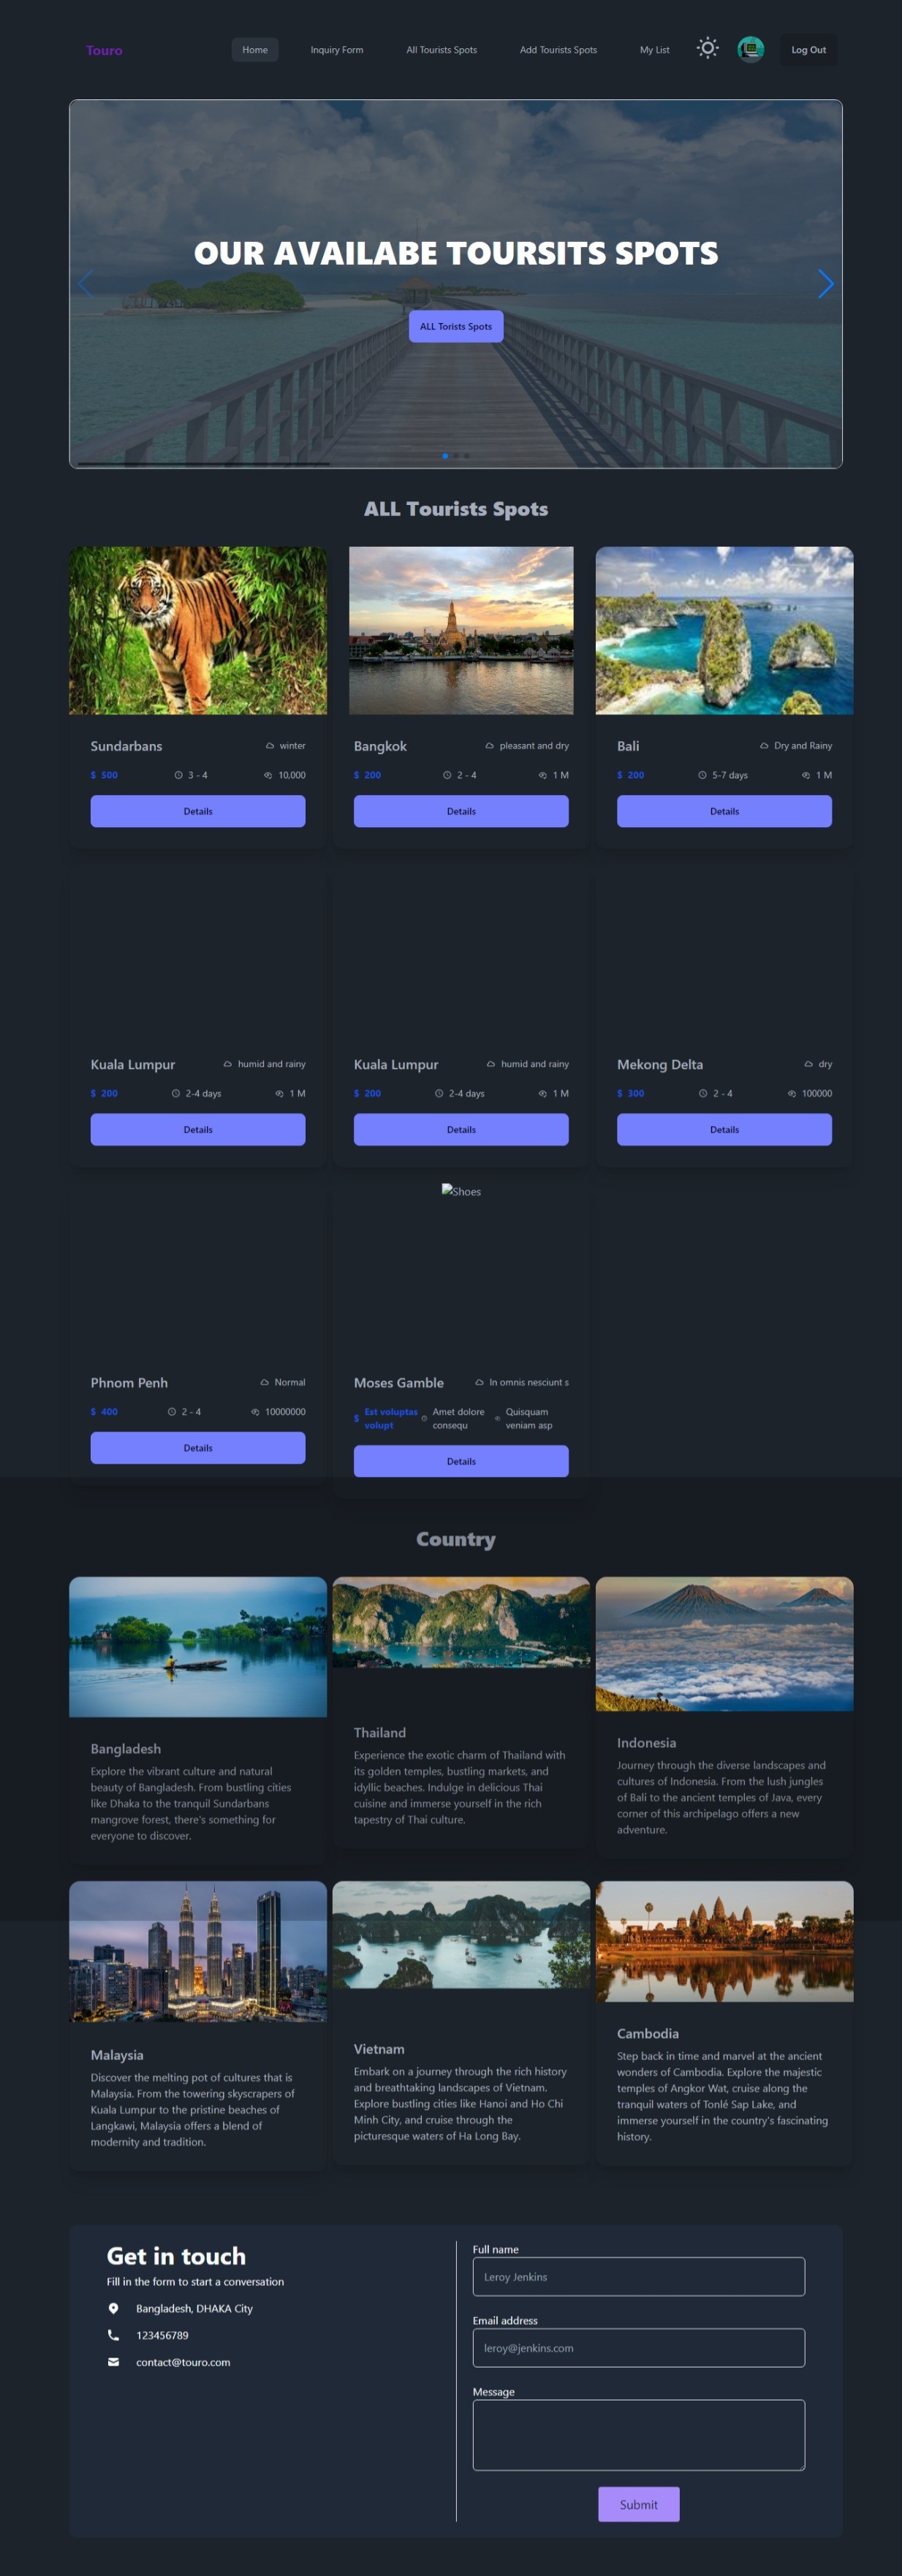 Touro
Home
Inquiry Form
All Tourists Spots
Add Tourists Spots
My List
Log Out
OUR AVAILABE TOURSITS SPOTS
ALL Torists Spots
ALL Tourists Spots
Sundarbans
winter
$ 500
3 - 4
10,000
Details
Bangkok
pleasant and dry
$ 200
2 - 4
1 M
Details
Bali
Dry and Rainy
$ 200
5-7 days
1 M
Details
Kuala Lumpur
humid and rainy
$ 200
2-4 days
1 M
Details
Kuala Lumpur
humid and rainy
$ 200
2-4 days
1 M
Details
Mekong Delta
dry
$ 300
2 - 4
100000
Details
Phnom Penh
Normal
$ 400
2 - 4
10000000
Details
Shoes
Moses Gamble
In omnis nesciunt s
$ Est voluptas
volupt
Amet dolore
consequ
Quisquam
veniam asp
Details
Country
Bangladesh
Explore the vibrant culture and natural
beauty of Bangladesh. From bustling cities
like Dhaka to the tranquil Sundarbans
mangrove forest, there's something for
everyone to discover.
Thailand
Experience the exotic charm of Thailand with
its golden temples, bustling markets, and
idyllic beaches. Indulge in delicious Thai
cuisine and immerse yourself in the rich
tapestry of Thai culture.
Indonesia
Journey through the diverse landscapes and
cultures of Indonesia. From the lush jungles
of Bali to the ancient temples of Java, every
corner of this archipelago offers a new
adventure.
Malaysia
Discover the melting pot of cultures that is
Malaysia. From the towering skyscrapers of
Kuala Lumpur to the pristine beaches of
Langkawi, Malaysia offers a blend of
modernity and tradition.
Vietnam
Embark on a journey through the rich history
and breathtaking landscapes of Vietnam.
Explore bustling cities like Hanoi and Ho Chi
Minh City, and cruise through the
picturesque waters of Ha Long Bay.
Cambodia
Step back in time and marvel at the ancient
wonders of Cambodia. Explore the majestic
temples of Angkor Wat, cruise along the
tranquil waters of Tonlé Sap Lake, and
immerse yourself in the country's fascinating
history.
Get in touch
Fill in the form to start a conversation
Bangladesh, DHAKA City
123456789
contact@touro.com
Full name
Leroy Jenkins
Email address
leroy@jenkins.com
Message
Submit